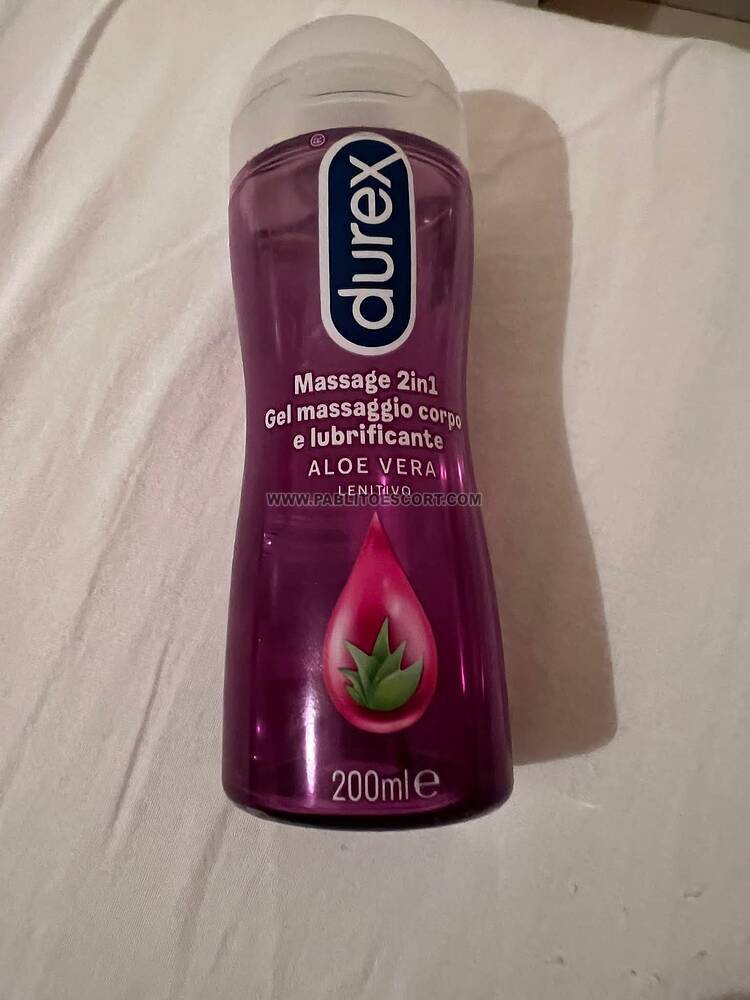 durex
Massage 2in1
Gel massaggio corpo
e lubrificante
ALOE VERA
LENITIVO
WWW.PABLITOESCORT.COM
200ml e